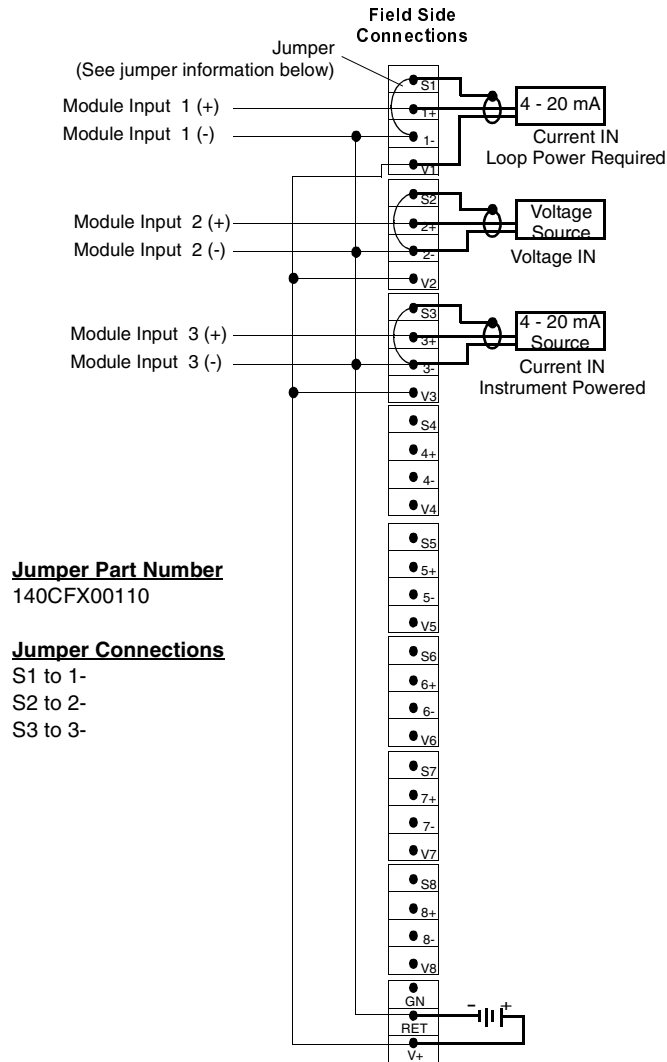 Field Side
Connections
Jumper
(See jumper information below)
S1
Module Input 1 (+)
1+
4 - 20 mA
Module Input 1 (-)
1-
Current IN
Loop Power Required
V1
S2
Module Input 2 (+)
2+
Voltage
Source
Module Input 2 (-)
2-
Voltage IN
V2
S3
Module Input 3 (+)
3+
4 - 20 mA
Source
Module Input 3 (-)
3-
Current IN
Instrument Powered
V3
S4
4+
4-
V4
S5
5+
5-
V5
S6
6+
6-
V6
S7
7+
7-
V7
S8
8+
8-
V8
GN
- +
RET
V+
Jumper Part Number
140CFX00110
Jumper Connections
S1 to 1-
S2 to 2-
S3 to 3-